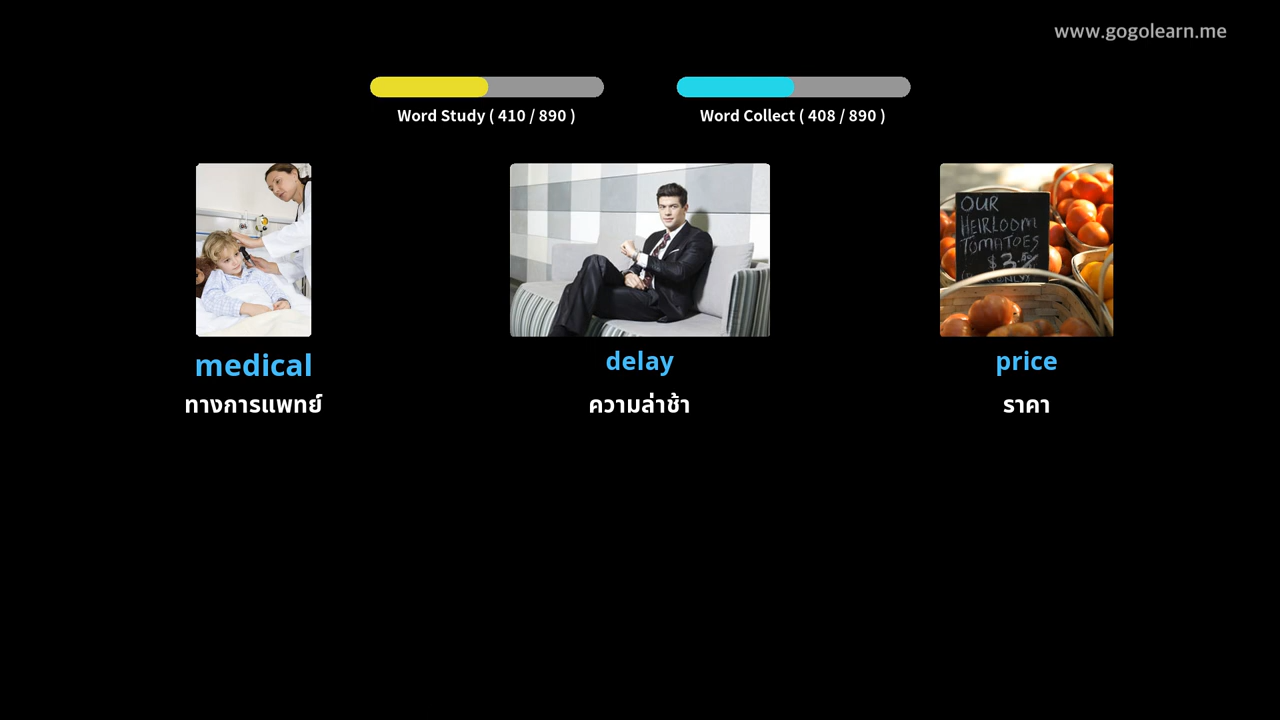 www.gogolearn.me
Word Study ( 410 / 890 )
Word Collect ( 408 / 890 )
OUR
HEIRLOOM
TOMATOES
$3.50
medical
delay
price
ทางการแพทย์
ความล่าช้า
ราคา